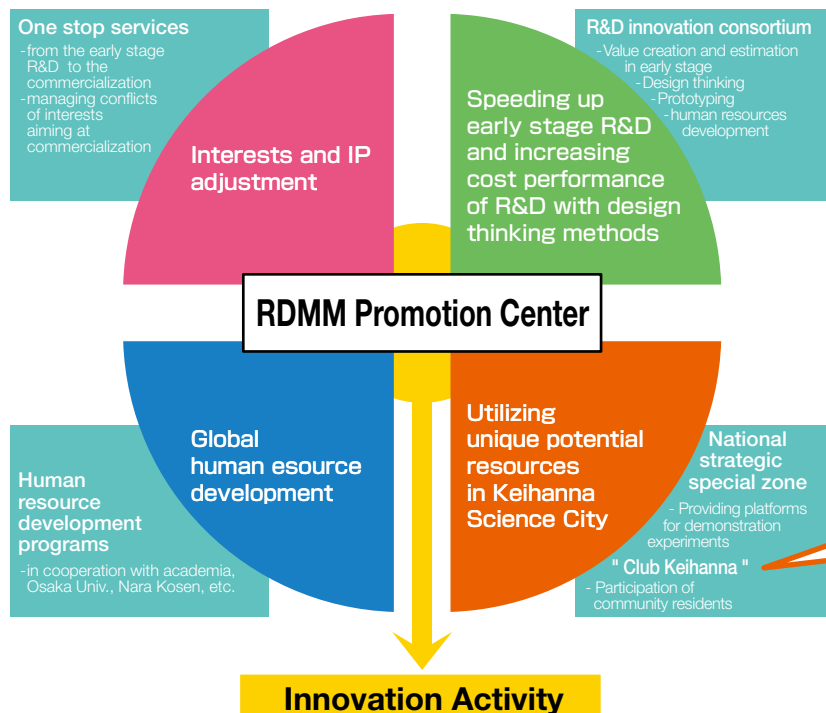 One stop services
-from the early stage
R&D to the
commercialization
-managing conflicts
of interests
aiming at
commercialization
Interests and IP
adjustment
R&D innovation consortium
-Value creation and estimation
in early stage
-Design thinking
-Prototyping
-human resources
development
Speeding up
early stage R&D
and increasing
cost performance
of R&D with design
thinking methods
RDMM Promotion Center
Global
human esource
development
Human
resource
development
programs
-in cooperation with academia,
Osaka Univ., Nara Kosen, etc.
Utilizing
unique potential
resources
in Keihanna
Science City
National
strategic
special zone
- Providing platforms
for demonstration
experiments
" Club Keihanna "
- Participation of
community residents
Innovation Activity